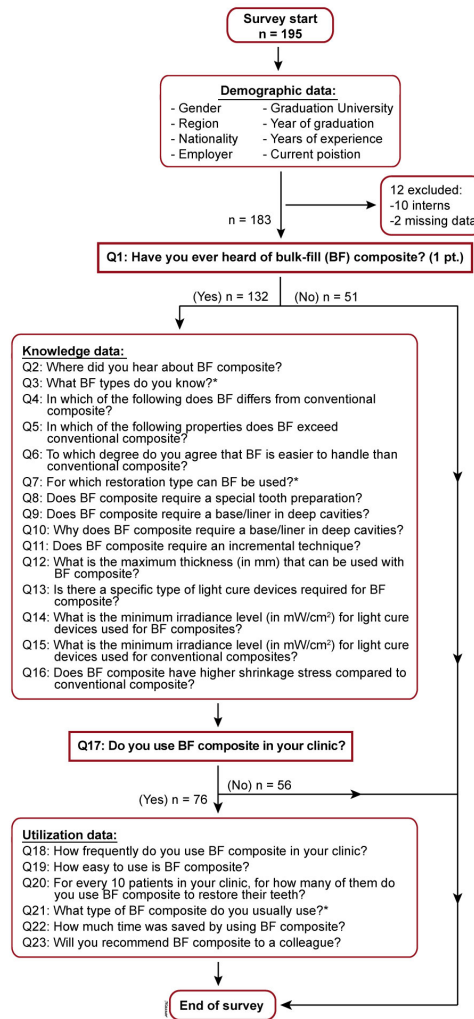 Survey start
n = 195
Demographic data:
- Gender - Graduation University
- Region - Year of graduation
- Nationality - Years of experience
- Employer - Current poistion
12 excluded:
-10 interns
-2 missing data
n = 183
Q1: Have you ever heard of bulk-fill (BF) composite? (1 pt.)
(Yes) n = 132 (No) n = 51
Knowledge data:
Q2: Where did you hear about BF composite?
Q3: What BF types do you know?*
Q4: In which of the following does BF differs from conventional
composite?
Q5: In which of the following properties does BF exceed
conventional composite?
Q6: To which degree do you agree that BF is easier to handle than
conventional composite?
Q7: For which restoration type can BF be used?*
Q8: Does BF composite require a special tooth preparation?
Q9: Does BF composite require a base/liner in deep cavities?
Q10: Why does BF composite require a base/liner in deep cavities?
Q11: Does BF composite require an incremental technique?
Q12: What is the maximum thickness (in mm) that can be used with
BF composite?
Q13: Is there a specific type of light cure devices required for BF
composite?
Q14: What is the minimum irradiance level (in mW/cm²) for light cure
devices used for BF composites?
Q15: What is the minimum irradiance level (in mW/cm²) for light cure
devices used for conventional composites?
Q16: Does BF composite have higher shrinkage stress compared to
conventional composite?
Q17: Do you use BF composite in your clinic?
(No) n = 56
(Yes) n = 76
Utilization data:
Q18: How frequently do you use BF composite in your clinic?
Q19: How easy to use is BF composite?
Q20: For every 10 patients in your clinic, for how many of them do
you use BF composite to restore their teeth?
Q21: What type of BF composite do you usually use?*
Q22: How much time was saved by using BF composite?
Q23: Will you recommend BF composite to a colleague?
End of survey